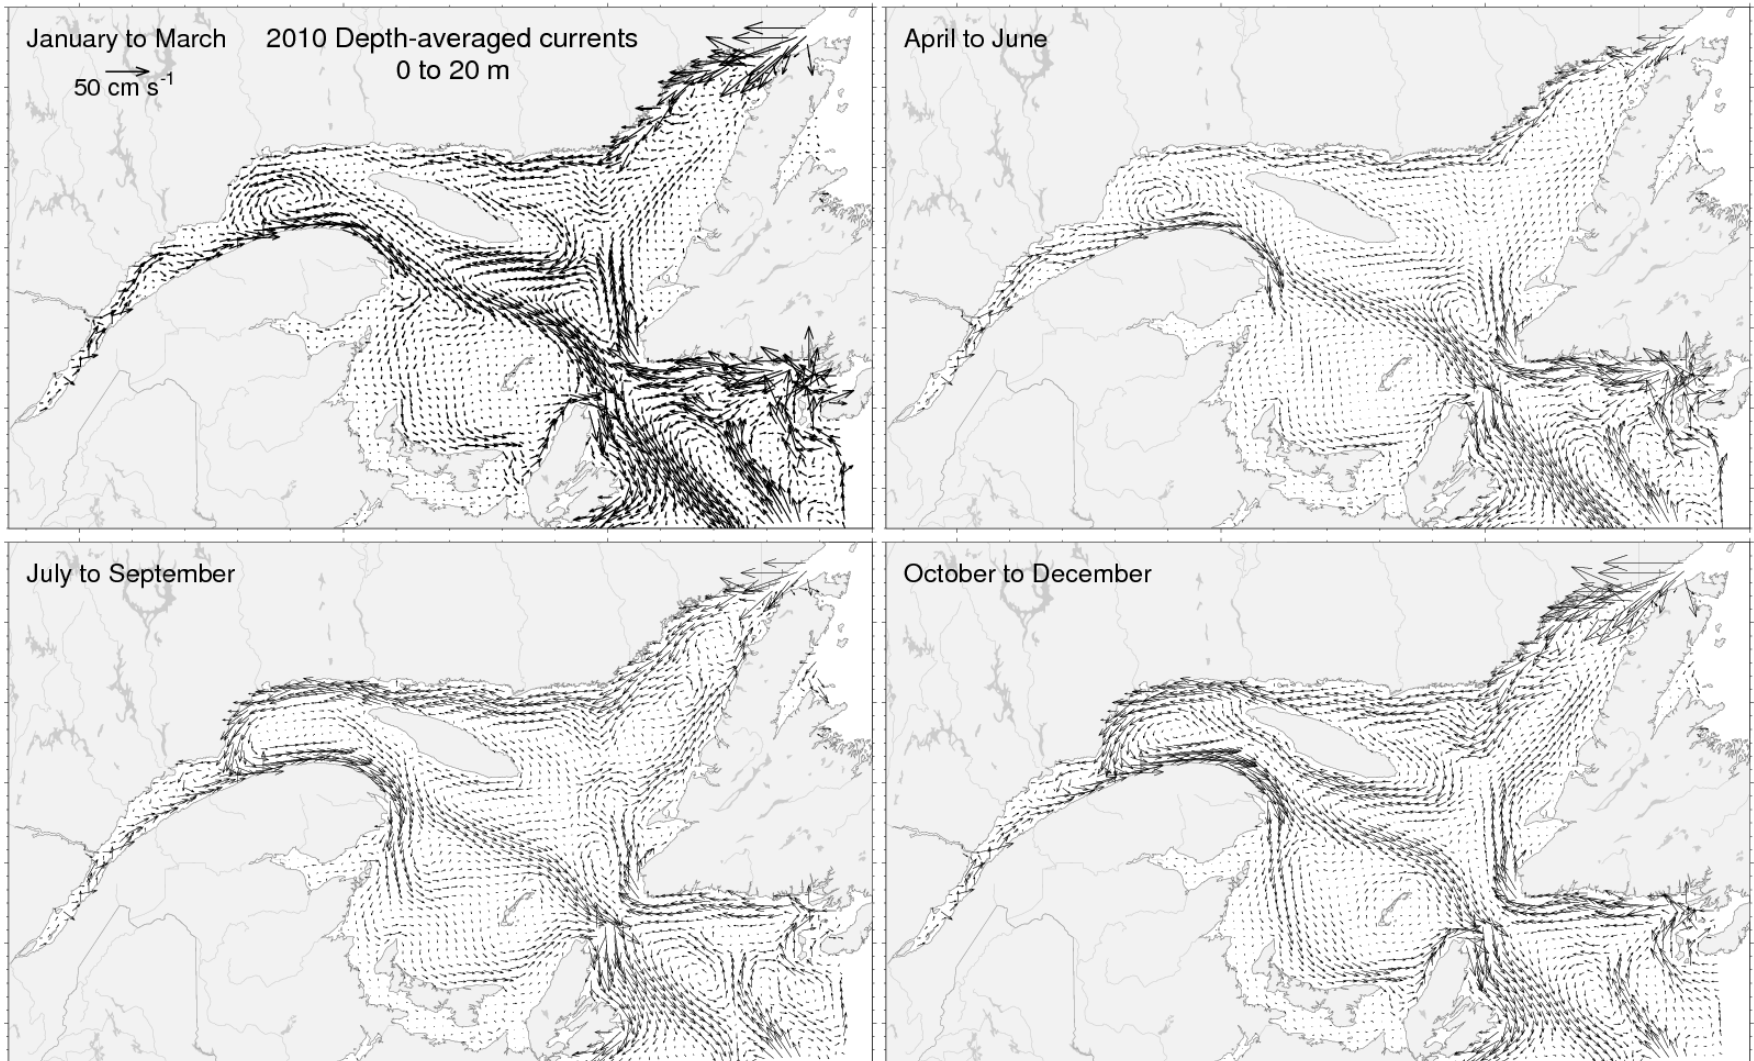 January to March
2010 Depth-averaged currents
0 to 20 m
50 cm s-1
April to June
July to September
October to December